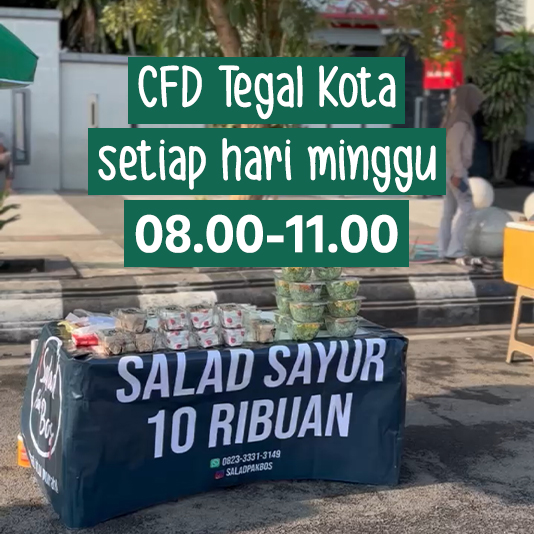 CFD Tegal Kota
setiap hari minggu
08.00-11.00
SALAD SAYUR
10 RIBUAN
0823-3331-3149
SALADPAKBOS